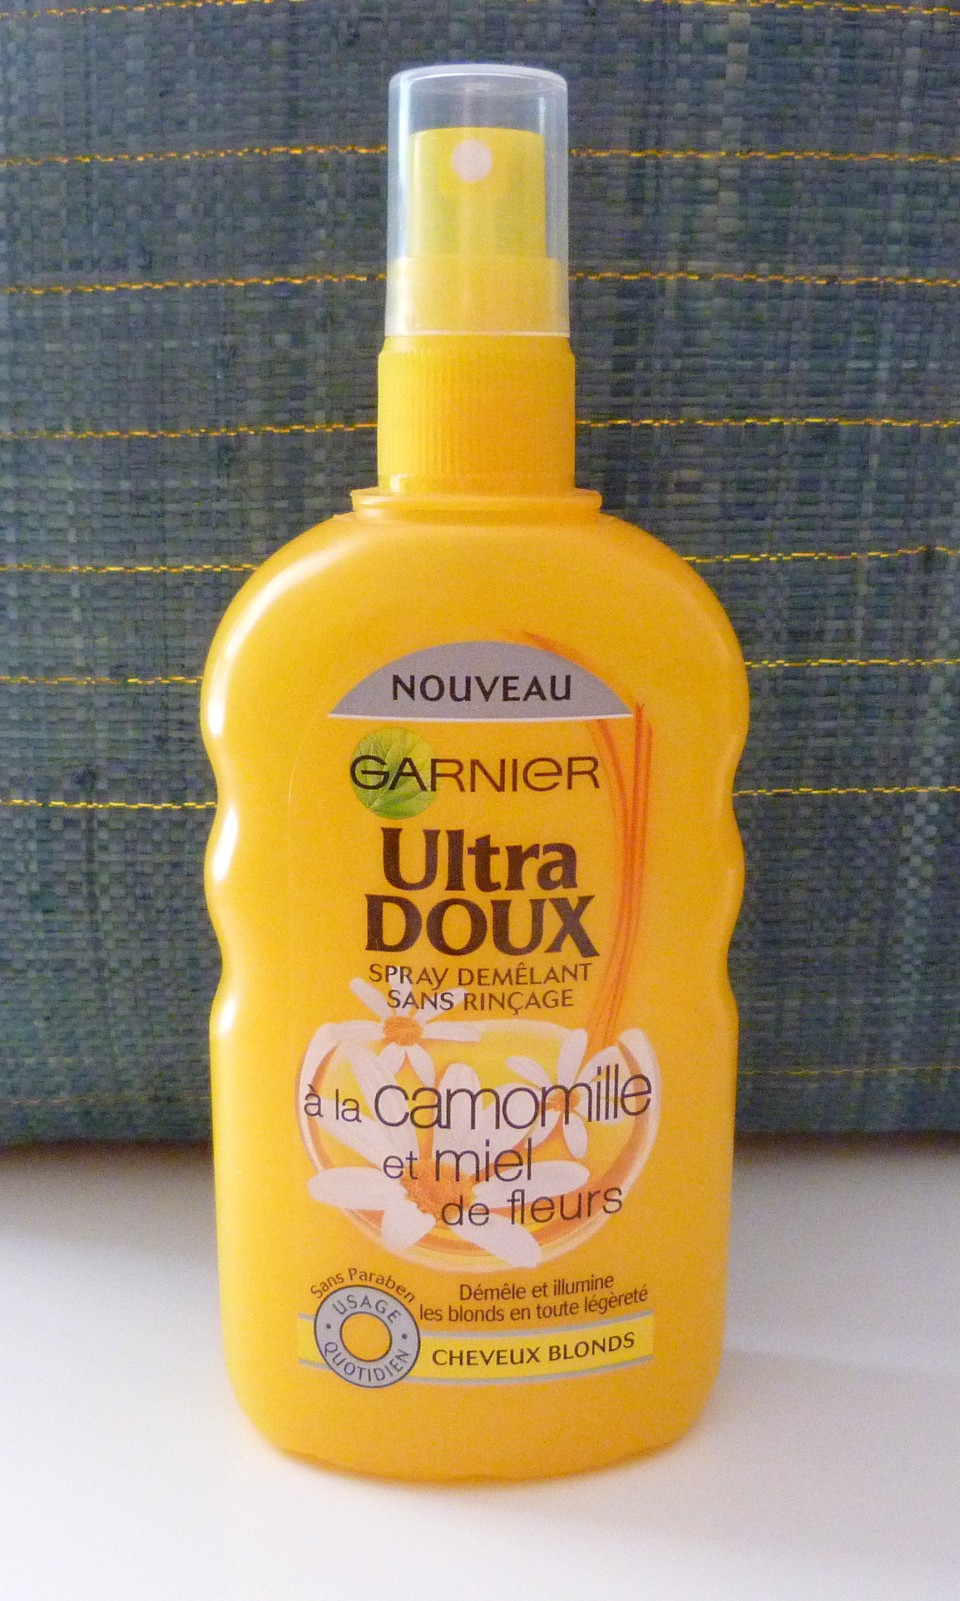 NOUVEAU
GARNIER
Ultra
DOUX
SPRAY DEMÊLANT
SANS RINÇAGE
à la camomille
et miel
de fleurs
Sans Paraben
USAGE
QUOTIDIEN
Démêle et illumine
les blonds en toute légèreté
CHEVEUX BLONDS